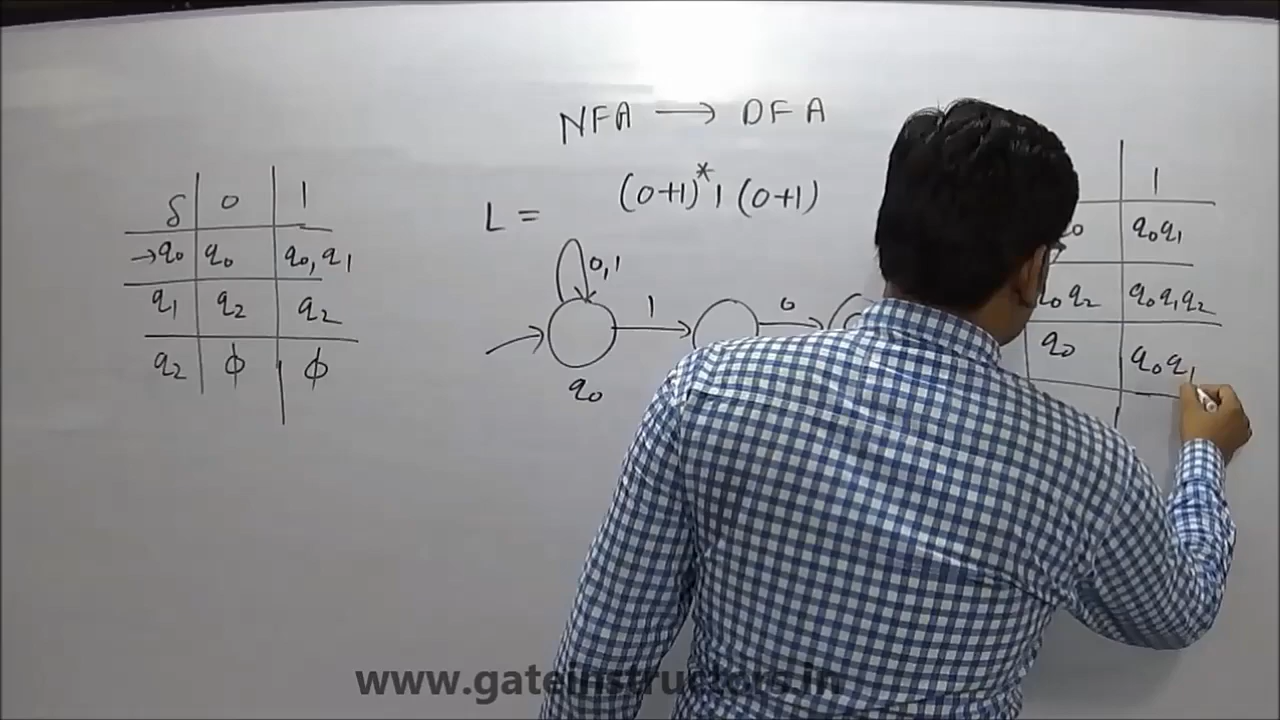 NFA → DFA
L = (0+1)* 1 (0+1)
δ 0 1
→q0 q0 q0,q1
q1 q2 q2
q2 ϕ ϕ
0,1
1
0
q0
1
q0q1
q0q2 q0q1q2
q0 q0q1
www.gateinstructors.in